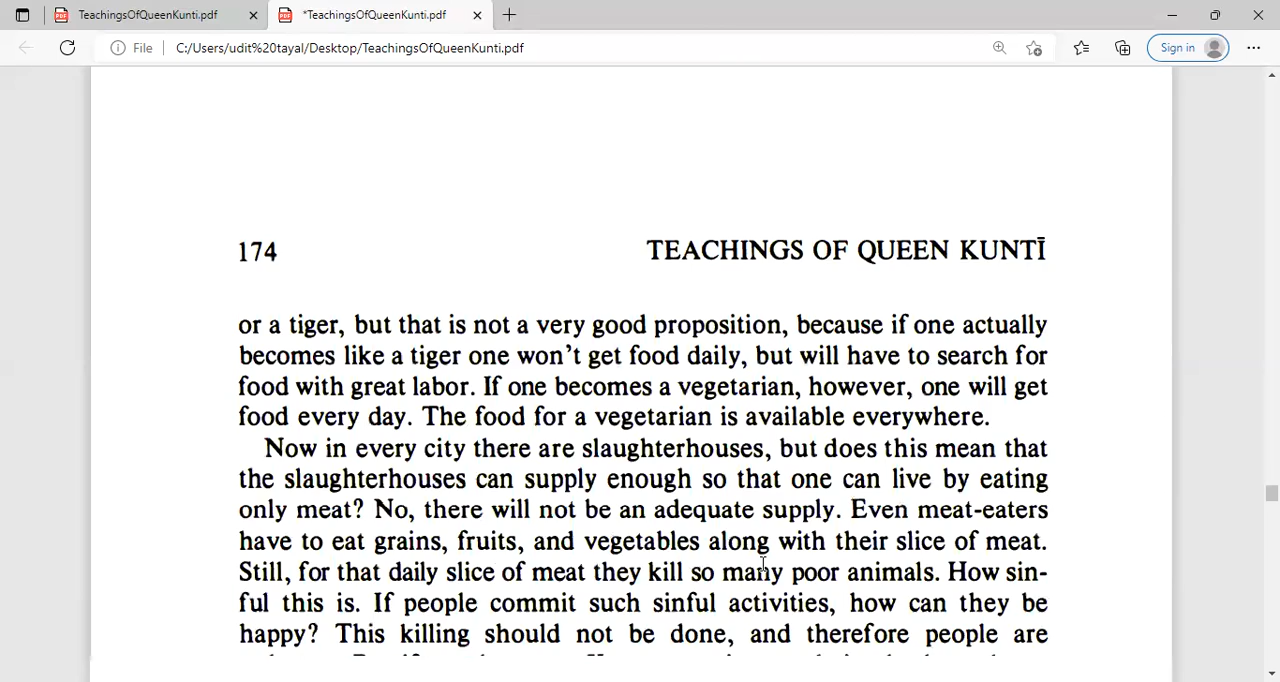 TeachingsOfQueenKunti.pdf
*TeachingsOfQueenKunti.pdf
File
C:/Users/udit%20tayal/Desktop/TeachingsOfQueenKunti.pdf
Sign in
174 TEACHINGS OF QUEEN KUNTĪ
or a tiger, but that is not a very good proposition, because if one actually
becomes like a tiger one won't get food daily, but will have to search for
food with great labor. If one becomes a vegetarian, however, one will get
food every day. The food for a vegetarian is available everywhere.
Now in every city there are slaughterhouses, but does this mean that
the slaughterhouses can supply enough so that one can live by eating
only meat? No, there will not be an adequate supply. Even meat-eaters
have to eat grains, fruits, and vegetables along with their slice of meat.
Still, for that daily slice of meat they kill so many poor animals. How sin-
ful this is. If people commit such sinful activities, how can they be
happy? This killing should not be done, and therefore people are